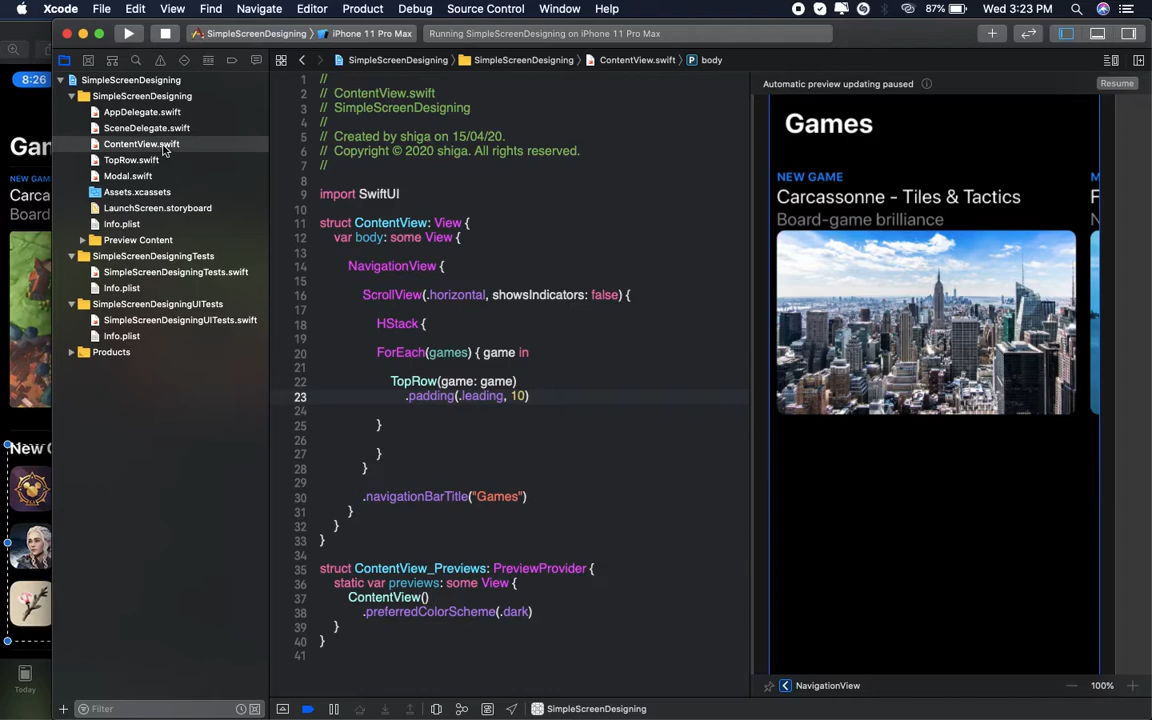 Xcode File Edit View Find Navigate Editor Product Debug Source Control Window Help 87% Wed 3:23 PM
SimpleScreenDesigning iPhone 11 Pro Max Running SimpleScreenDesigning on iPhone 11 Pro Max
SimpleScreenDesigning SimpleScreenDesigning ContentView.swift P body
8:26
Gar
NEW GAM
Carca
Board
New G
Today
SimpleScreenDesigning
SimpleScreenDesigning
AppDelegate.swift
SceneDelegate.swift
ContentView.swift
TopRow.swift
Modal.swift
Assets.xcassets
LaunchScreen.storyboard
Info.plist
Preview Content
SimpleScreenDesigningTests
SimpleScreenDesigningTests.swift
Info.plist
SimpleScreenDesigningUITests
SimpleScreenDesigningUITests.swift
Info.plist
Products
Filter
1 //
2 // ContentView.swift
3 // SimpleScreenDesigning
4 //
5 // Created by shiga on 15/04/20.
6 // Copyright © 2020 shiga. All rights reserved.
7 //
8
9 import SwiftUI
10
11 struct ContentView: View {
12 var body: some View {
13
14 NavigationView {
15
16 ScrollView(.horizontal, showsIndicators: false) {
17
18 HStack {
19
20 ForEach(games) { game in
21
22 TopRow(game: game)
23 .padding(.leading, 10)
24
25 }
26
27 }
28 }
29
30 .navigationBarTitle("Games")
31 }
32 }
33 }
34
35 struct ContentView_Previews: PreviewProvider {
36 static var previews: some View {
37 ContentView()
38 .preferredColorScheme(.dark)
39 }
40 }
41
SimpleScreenDesigning
Automatic preview updating paused Resume
Games
NEW GAME M
Carcassonne - Tiles & Tactics F
Board-game brilliance N
NavigationView 100%